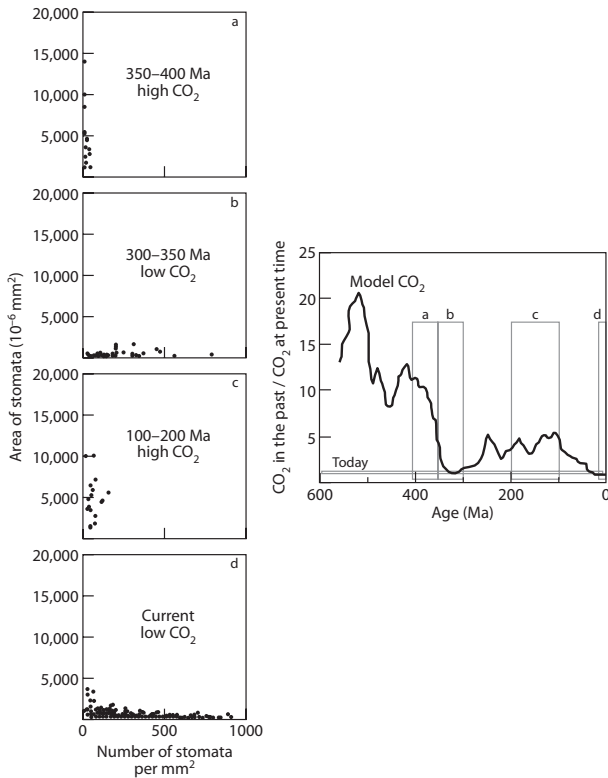 20,000
a
15,000
350–400 Ma
high CO2
10,000
5,000
20,000
b
15,000
300–350 Ma
low CO2
10,000
5,000
0
20,000
c
15,000
100–200 Ma
high CO2
10,000
5,000
20,000
d
15,000
Current
low CO2
10,000
5,000
0
500
1000
Number of stomata
per mm2
Area of stomata (10–6 mm2)
25
Model CO2
20
a
b
c
d
15
10
5
Today
600
400
200
0
Age (Ma)
CO2 in the past / CO2 at present time